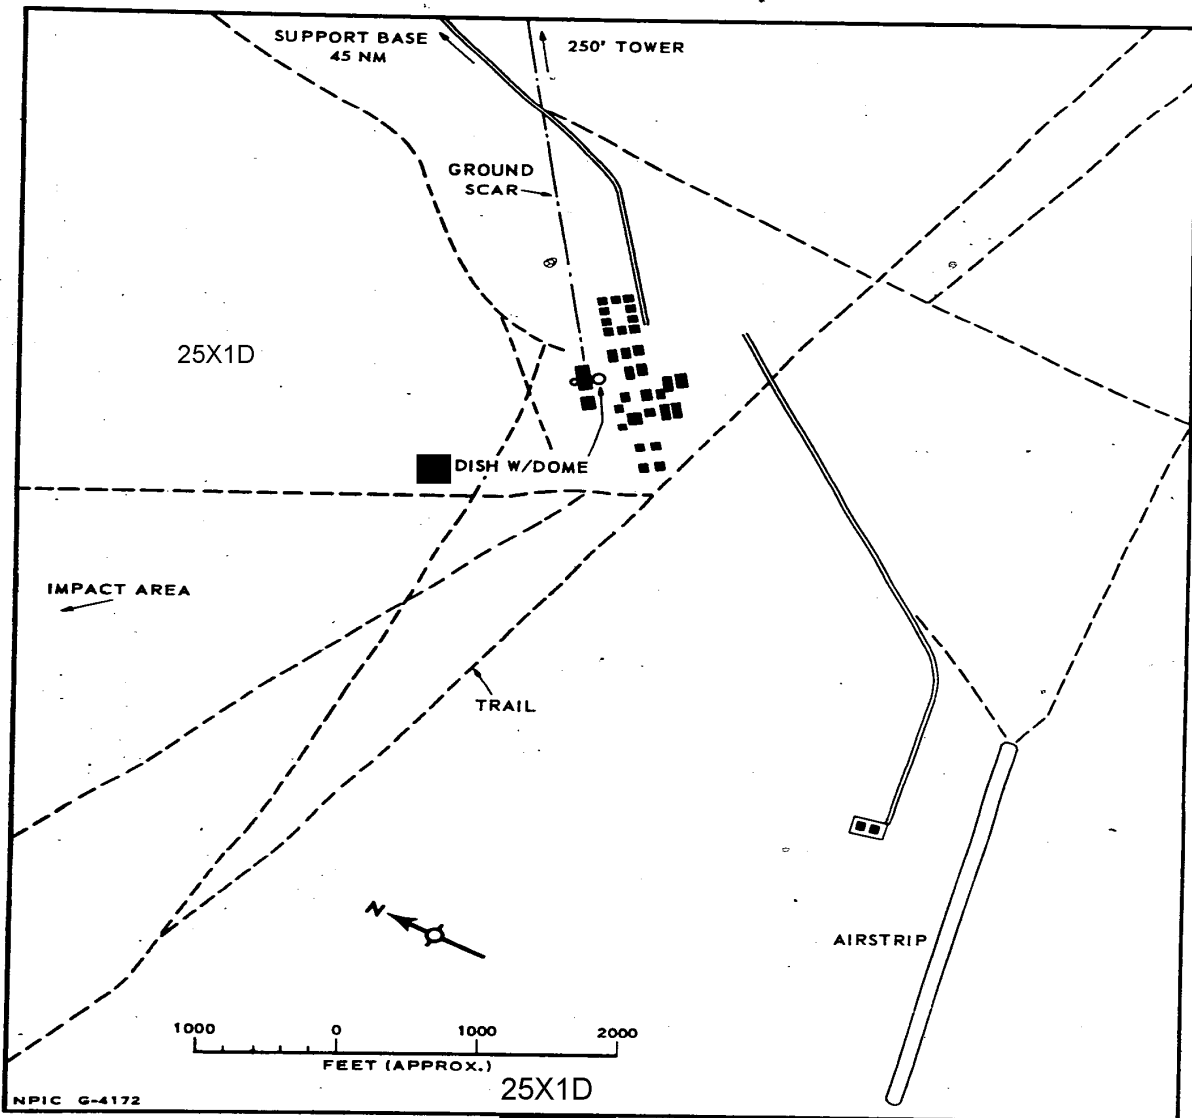 SUPPORT BASE
45 NM
250' TOWER
GROUND
SCAR
25X1D
DISH W/DOME
IMPACT AREA
TRAIL
N
AIRSTRIP
1000 0 1000 2000
FEET (APPROX.)
25X1D
NPIC G-4172